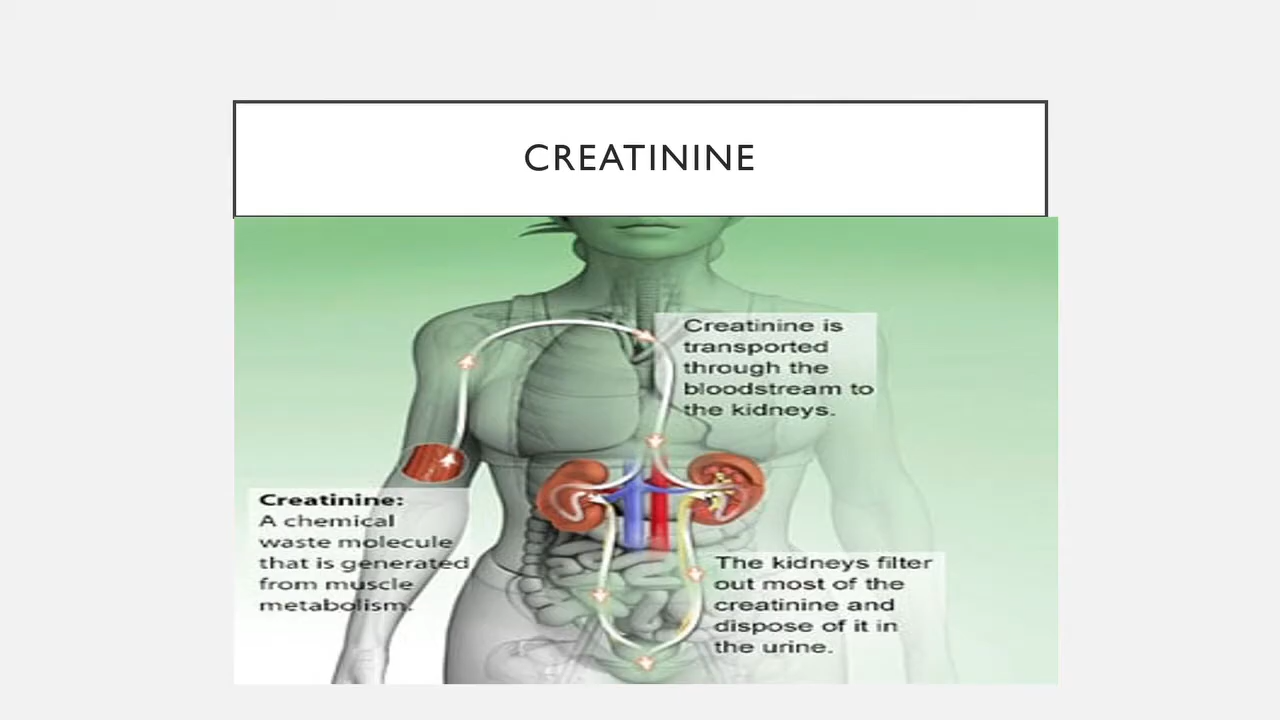 CREATININE
Creatinine is
transported
through the
bloodstream to
the kidneys.
Creatinine:
A chemical
waste molecule
that is generated
from muscle
metabolism.
The kidneys filter
out most of the
creatinine and
dispose of it in
the urine.